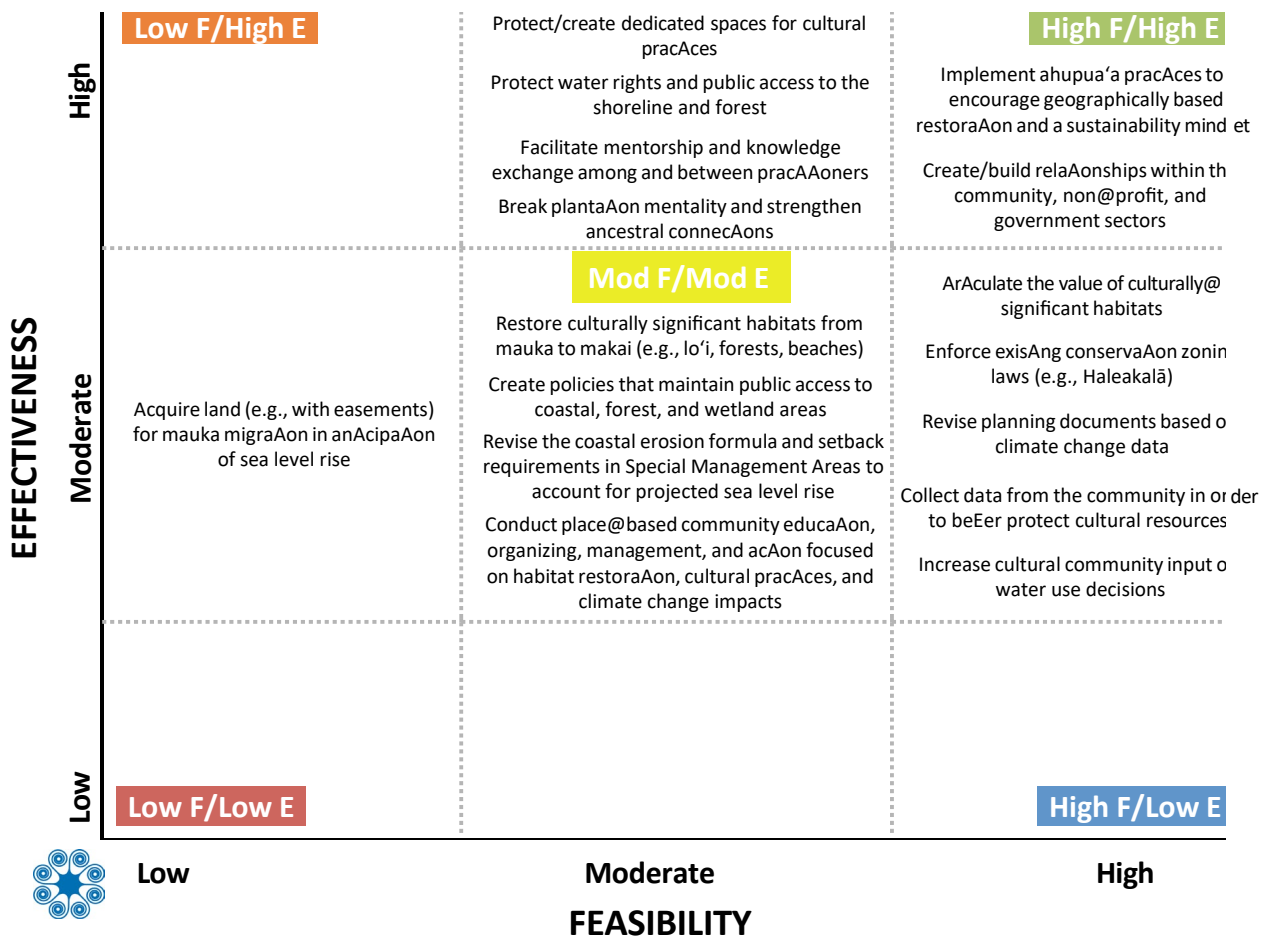 Low F/High E
Protect/create dedicated spaces for cultural
pracAces
Protect water rights and public access to the
shoreline and forest
Facilitate mentorship and knowledge
exchange among and between pracAAoners
Break plantaAon mentality and strengthen
ancestral connecAons
High F/High E
Implement ahupua‘a pracAces to
encourage geographically based
restoraAon and a sustainability mind et
Create/build relaAonships within th
community, non@profit, and
government sectors
High
EFFECTIVENESS
Moderate
Acquire land (e.g., with easements)
for mauka migraAon in anAcipaAon
of sea level rise
Mod F/Mod E
Restore culturally significant habitats from
mauka to makai (e.g., lo‘i, forests, beaches)
Create policies that maintain public access to
coastal, forest, and wetland areas
Revise the coastal erosion formula and setback
requirements in Special Management Areas to
account for projected sea level rise
Conduct place@based community educaAon,
organizing, management, and acAon focused
on habitat restoraAon, cultural pracAces, and
climate change impacts
ArAculate the value of culturally@
significant habitats
Enforce exisAng conservaAon zonin
laws (e.g., Haleakalā)
Revise planning documents based o
climate change data
Collect data from the community in or der
to beEer protect cultural resources
Increase cultural community input o
water use decisions
Low
Low F/Low E
High F/Low E
Low
Moderate
High
FEASIBILITY